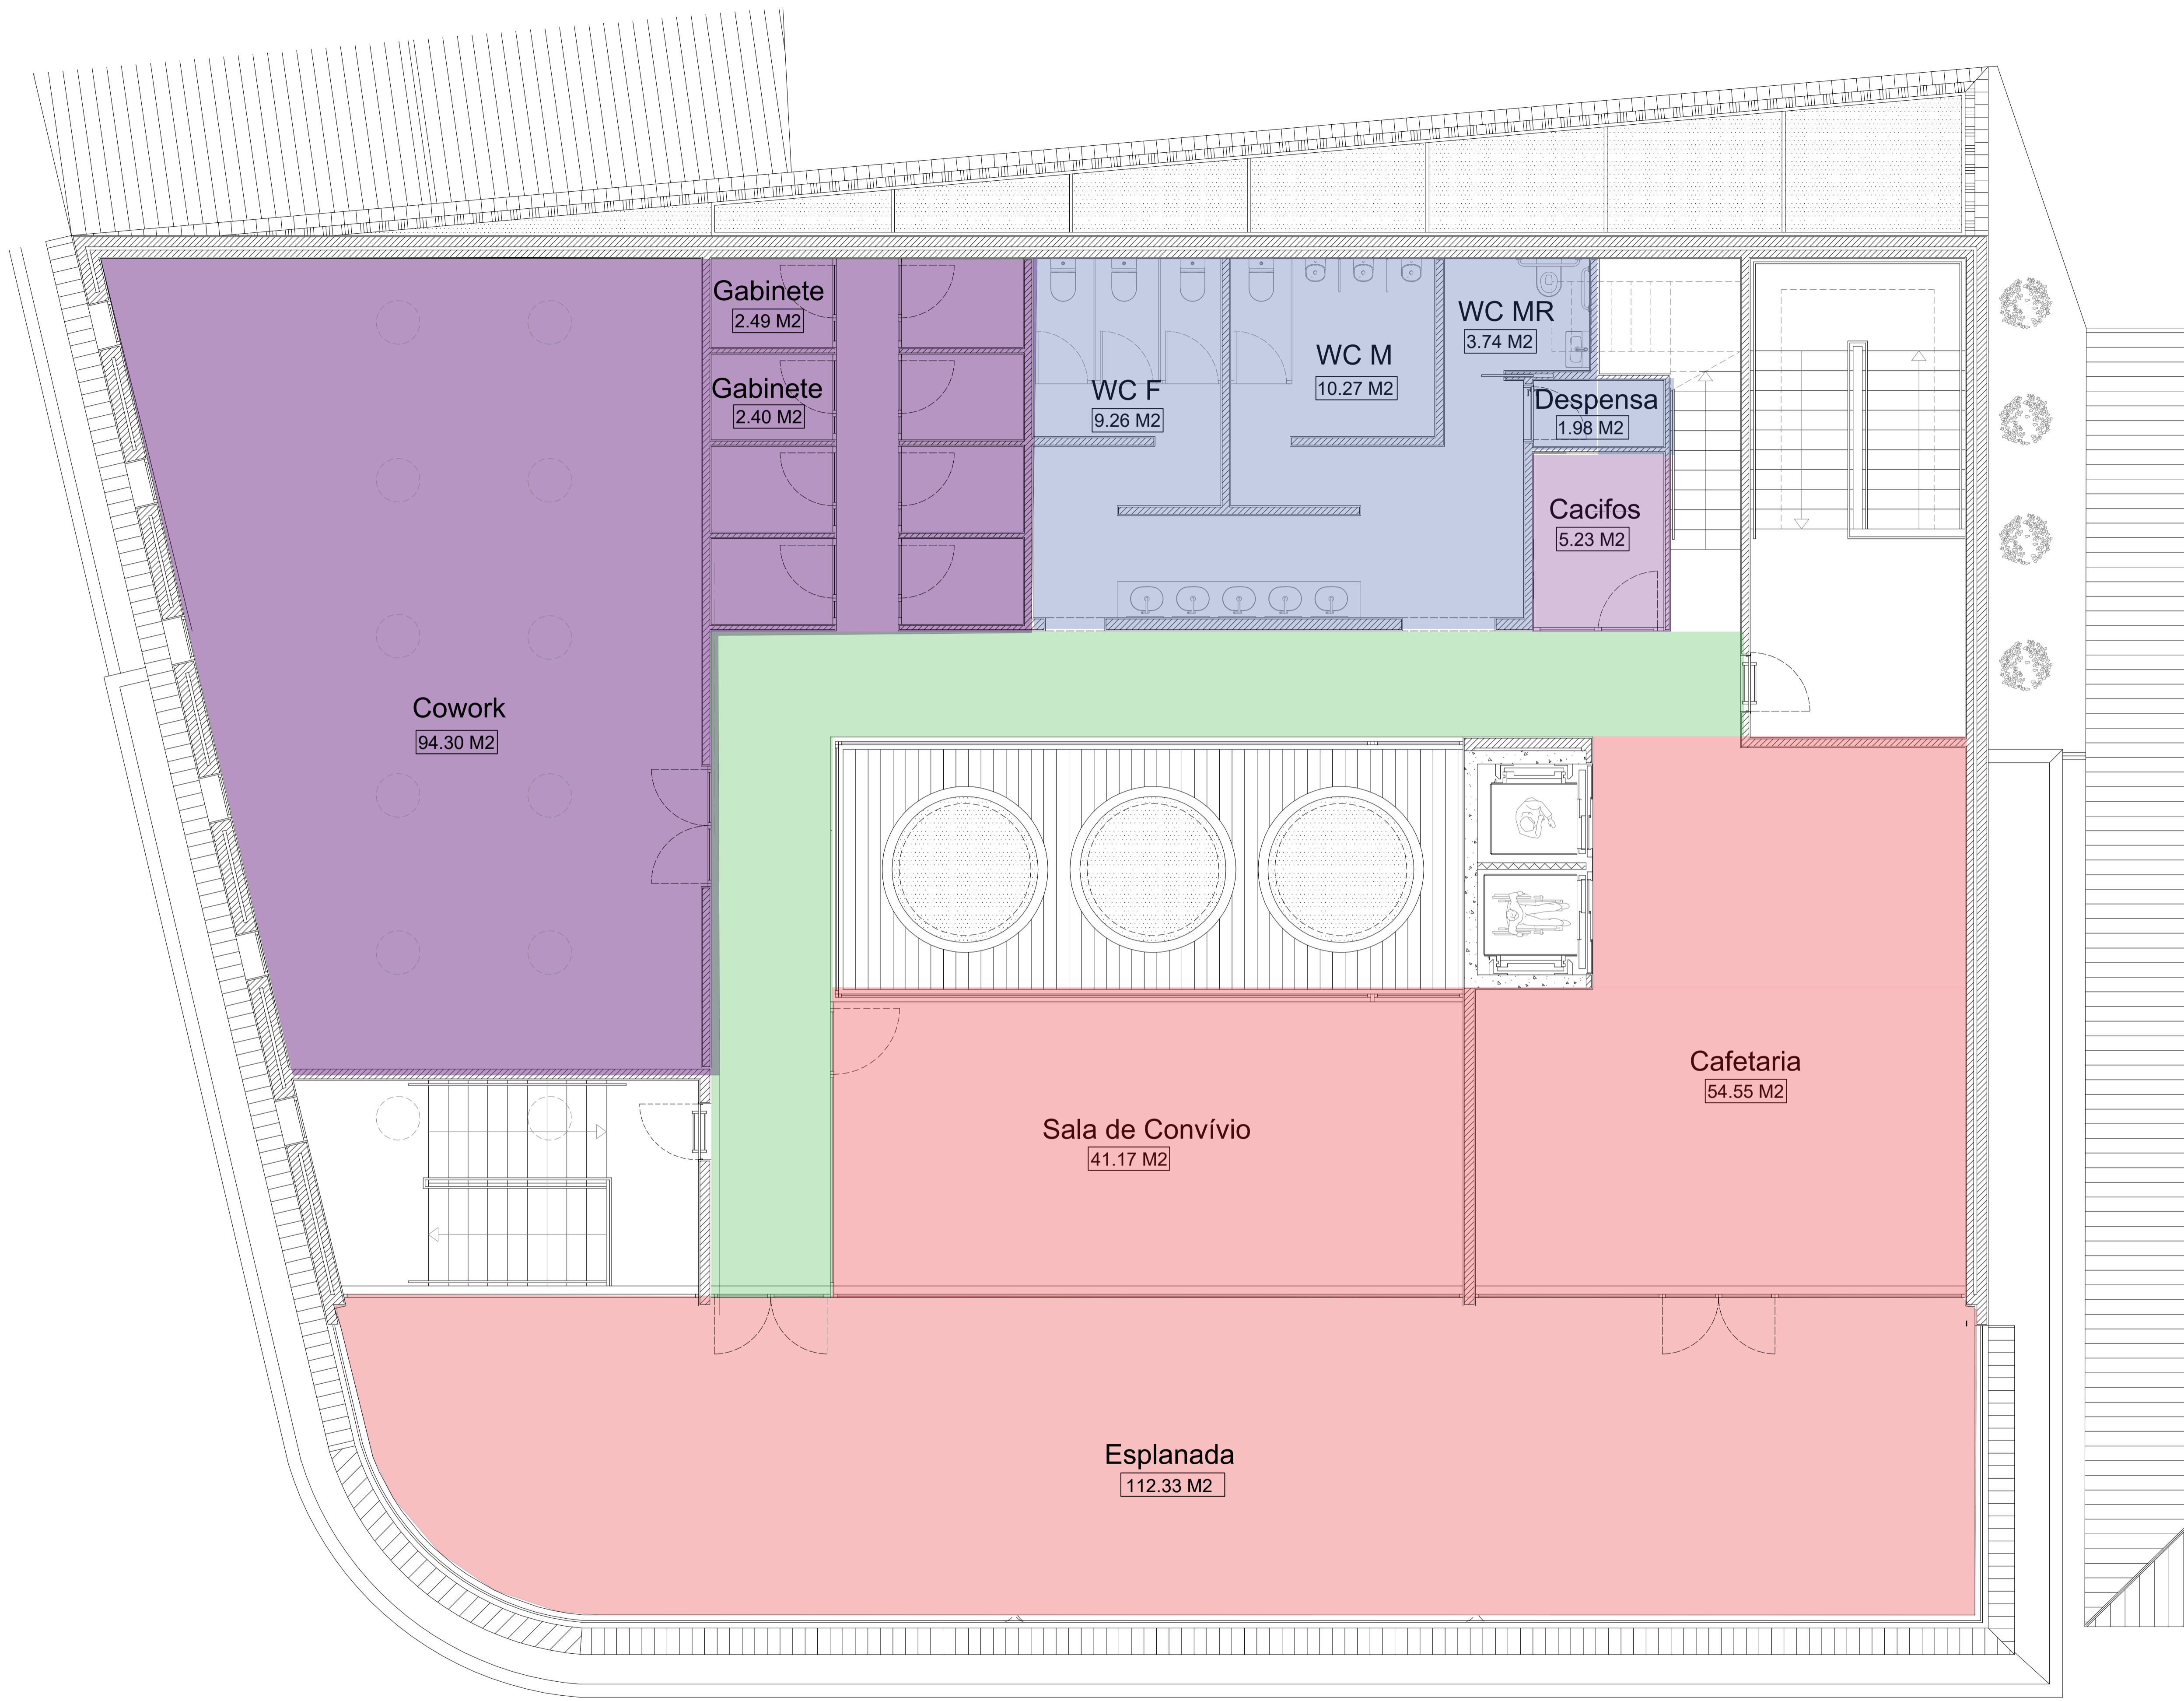 Gabinete
2.49 M2
Gabinete
2.40 M2
WC F
9.26 M2
WC M
10.27 M2
WC MR
3.74 M2
Despensa
1.98 M2
Cacifos
5.23 M2
Cowork
94.30 M2
Sala de Convívio
41.17 M2
Cafetaria
54.55 M2
Esplanada
112.33 M2